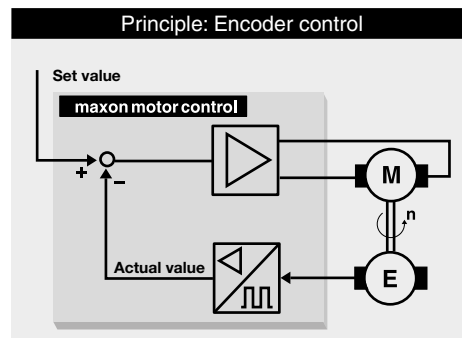 Principle: Encoder control
Set value
maxon motor control
+
–
M
n
Actual value
E